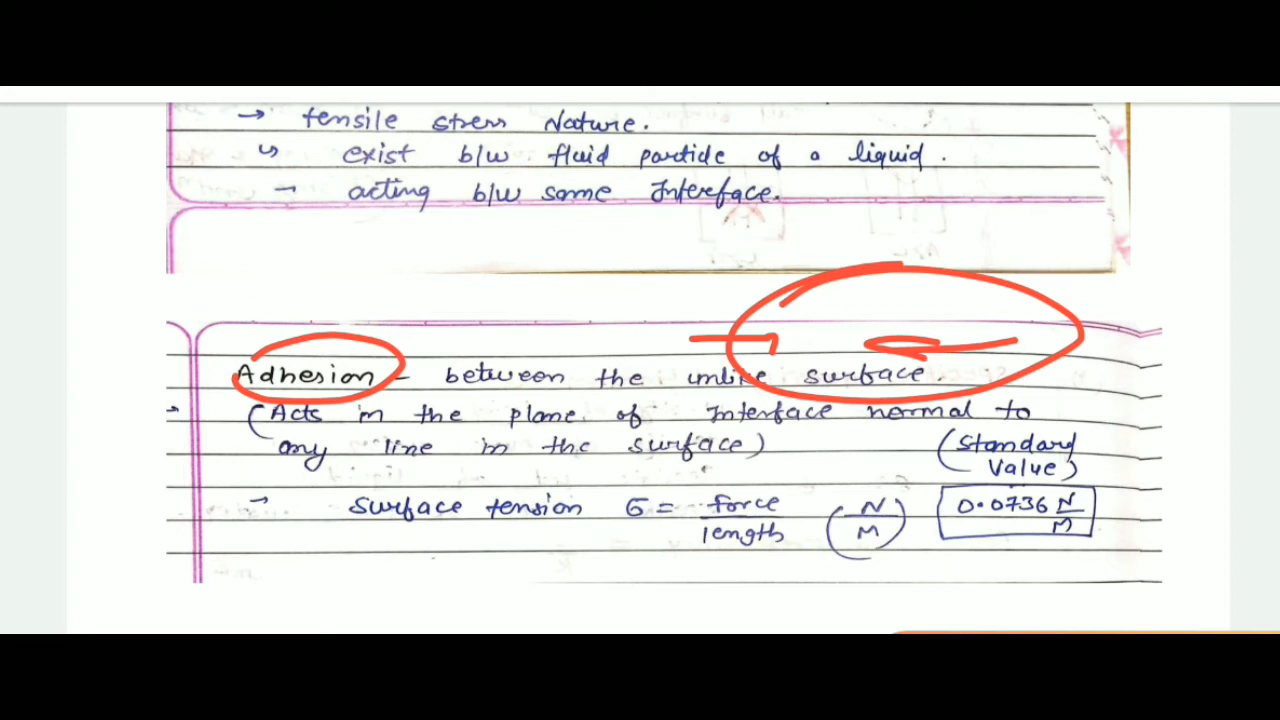 → tensile stress Nature.
↳ exist b/w fluid particle of a liquid.
→ acting b/w same Interface.
Adhesion - between the unlike surface.
→ (Acts in the plane of Interface normal to
any line in the surface)
(Standard
Value)
→ Surface tension σ = force/length (N/M) 0.0736 N/m